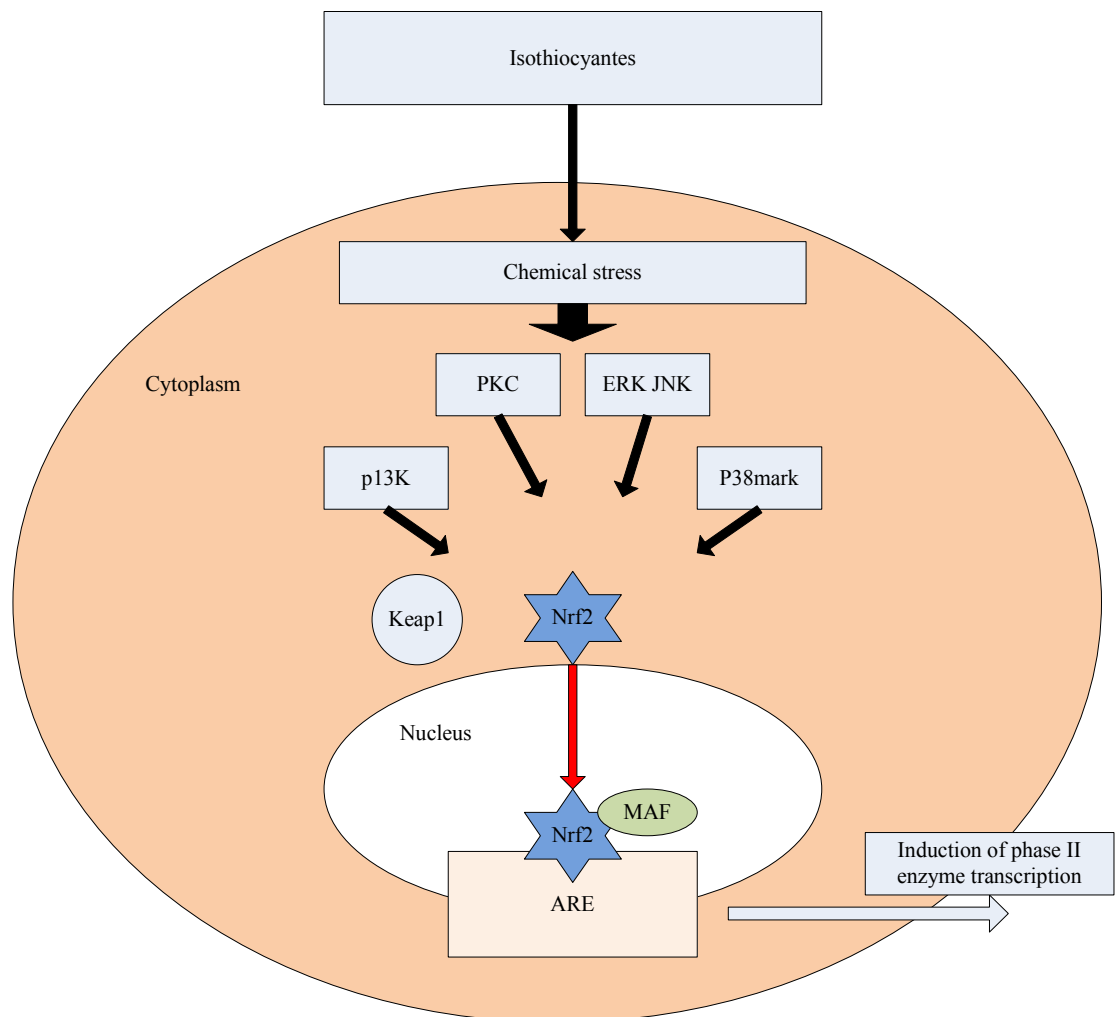 Isothiocyantes
Chemical stress
Cytoplasm
PKC
ERK JNK
p13K
P38mark
Keap1
Nrf2
Nucleus
MAF
Nrf2
ARE
Induction of phase II
enzyme transcription